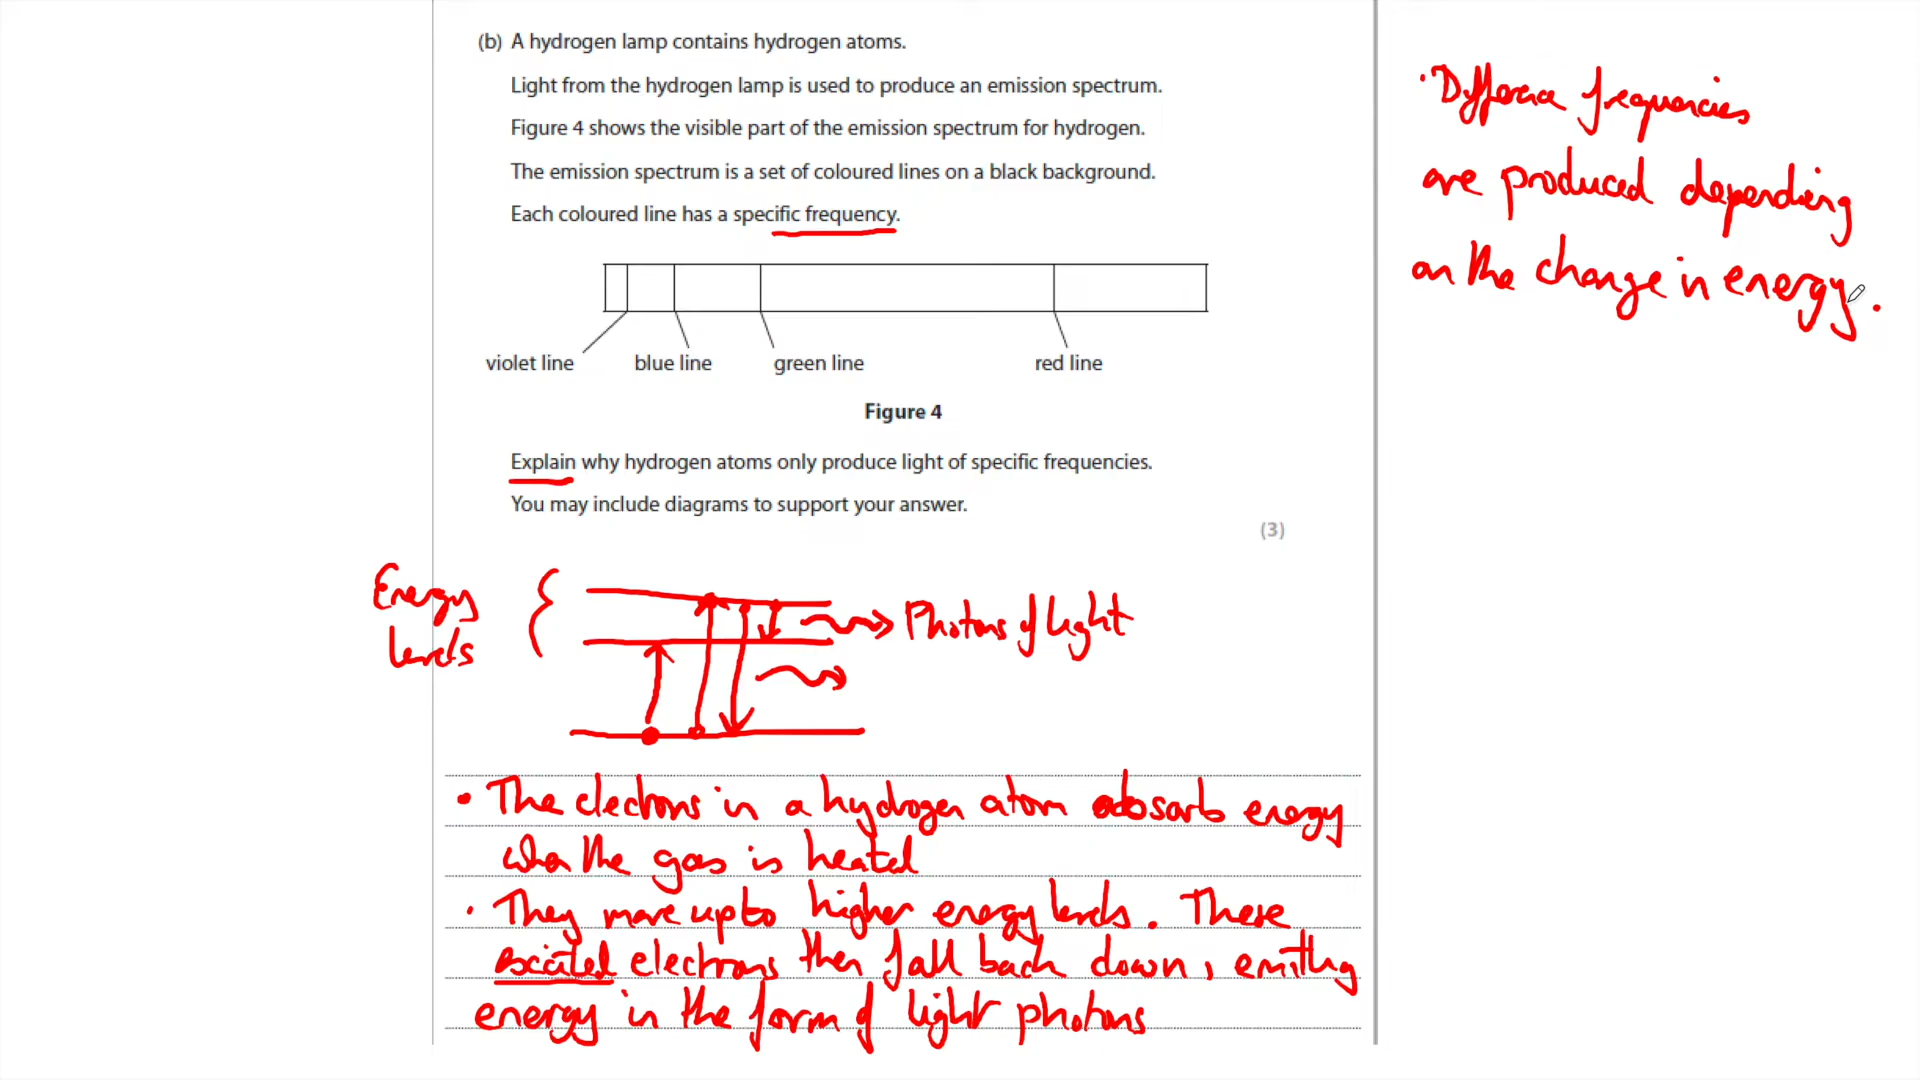 (b) A hydrogen lamp contains hydrogen atoms.
Light from the hydrogen lamp is used to produce an emission spectrum.
Figure 4 shows the visible part of the emission spectrum for hydrogen.
The emission spectrum is a set of coloured lines on a black background.
Each coloured line has a specific frequency.
violet line
blue line
green line
red line
Figure 4
Explain why hydrogen atoms only produce light of specific frequencies.
You may include diagrams to support your answer.
(3)
Energy
levels
Photons of light
• The electrons in a hydrogen atom absorb energy
when the gas is heated
• They move up to higher energy levels. These
excited electrons then fall back down, emitting
energy in the form of light photons
• Different frequencies
are produced depending
on the change in energy.